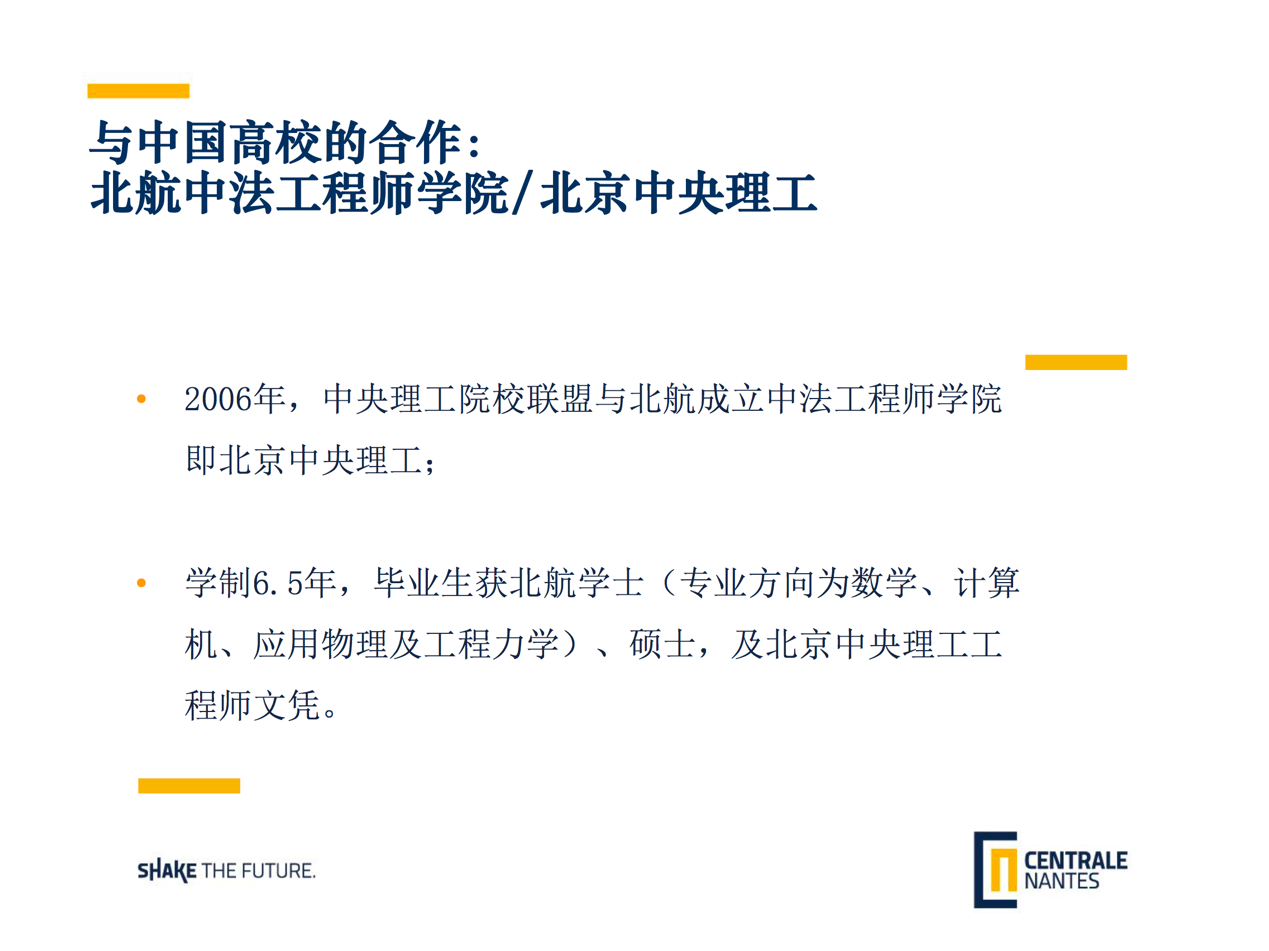 与中国高校的合作：
北航中法工程师学院/北京中央理工
• 2006年，中央理工院校联盟与北航成立中法工程师学院
即北京中央理工；
• 学制6.5年，毕业生获北航学士（专业方向为数学、计算
机、应用物理及工程力学）、硕士，及北京中央理工工
程师文凭。
SHAKE THE FUTURE.
CENTRALE
NANTES